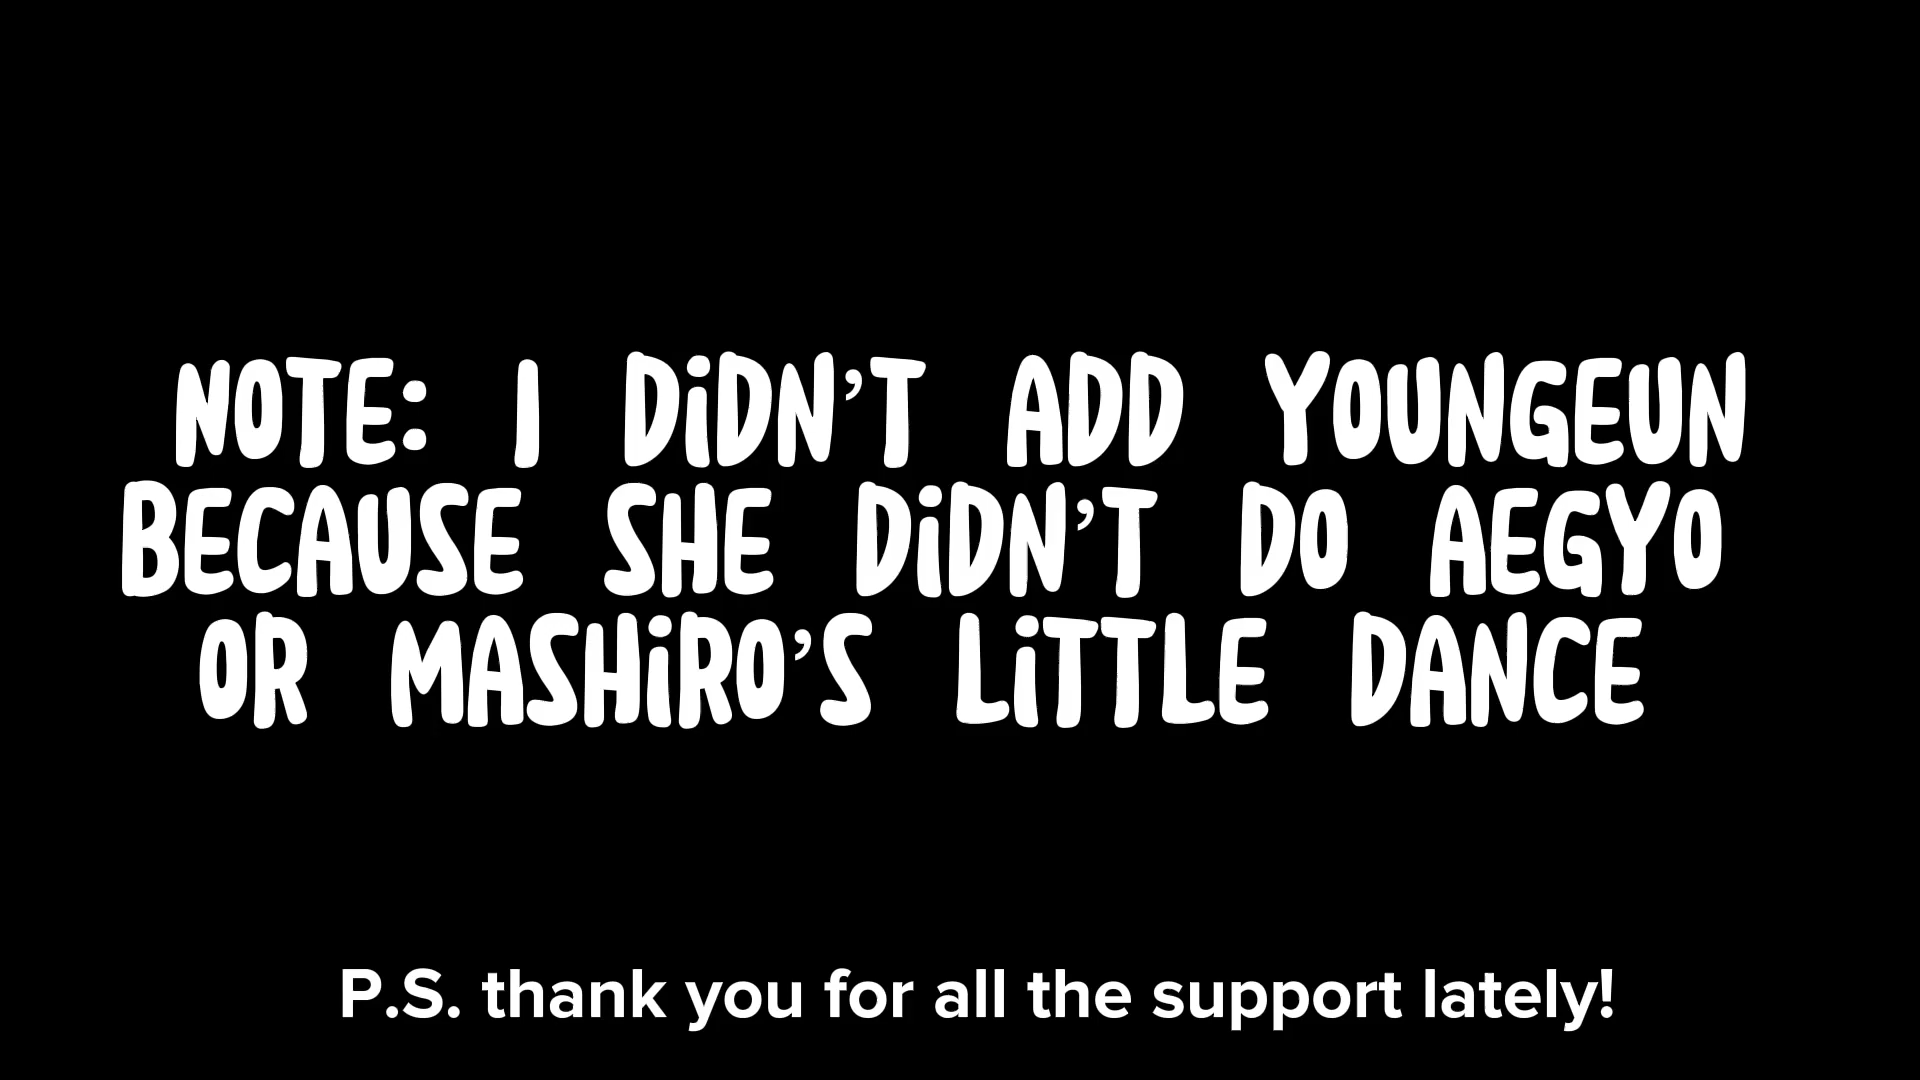 NOTE: I DiDN’T ADD YOUNGEUN
BECAUSE SHE DiDN’T DO AEGYO
OR MASHiRO’S LiTTLE DANCE
P.S. thank you for all the support lately!